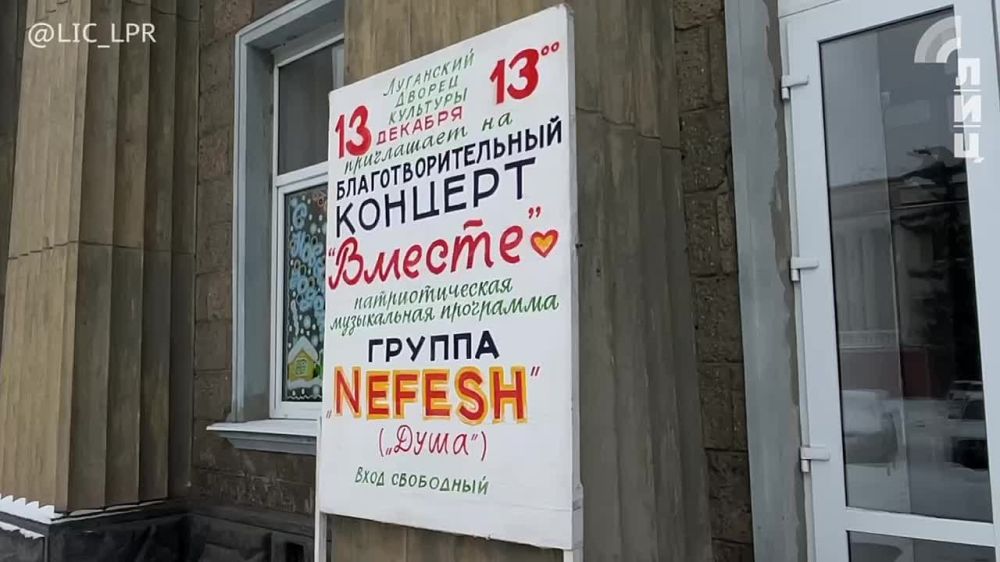 @LIC_LPR
ЛИЦ
Луганский
дворец
культуры
13 декабря 13⁰⁰
приглашает на
БЛАГОТВОРИТЕЛЬНЫЙ
КОНЦЕРТ
"Вместе"
патриотическая
музыкальная программа
ГРУППА
„NEFESH"
(„Душа")
Вход свободный